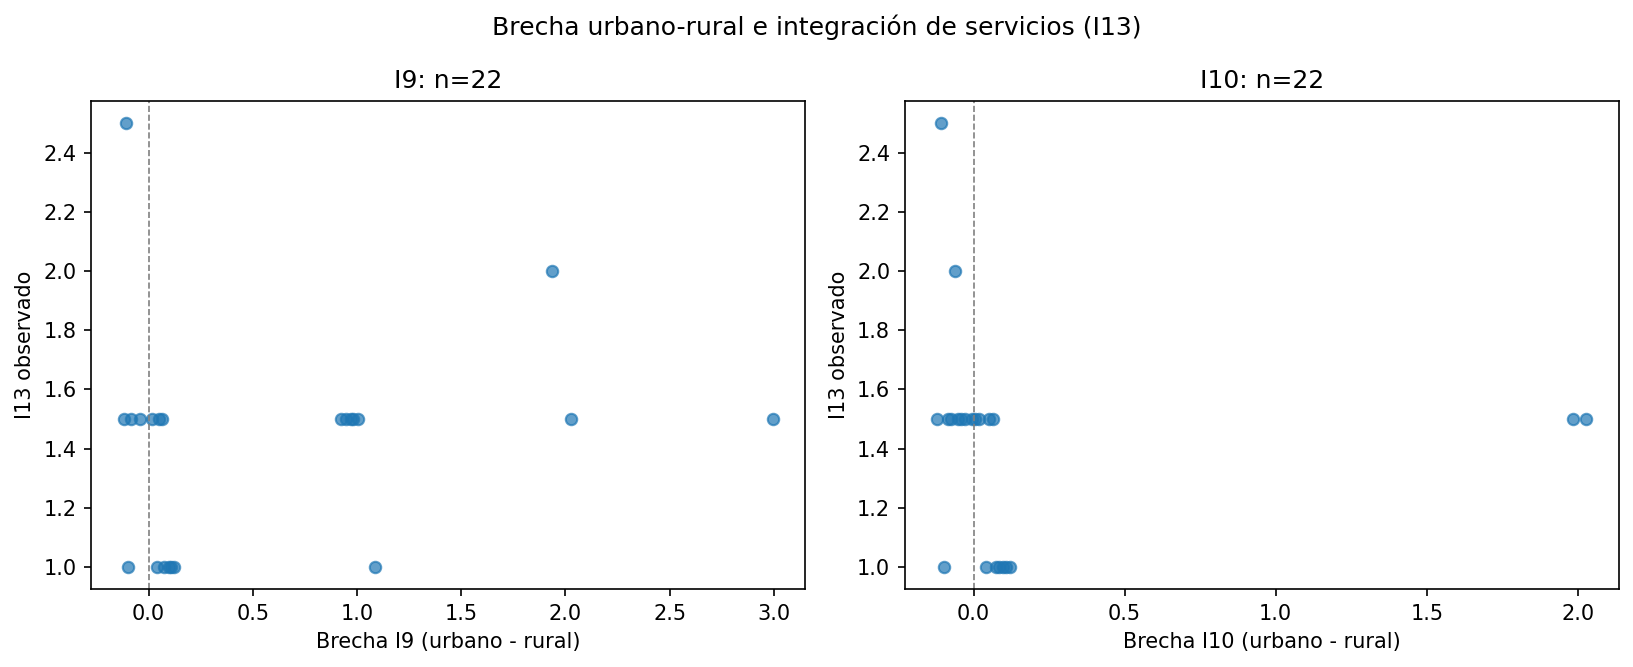 Brecha urbano-rural e integración de servicios (I13)
I9: n=22
I13 observado
2.4
2.2
2.0
1.8
1.6
1.4
1.2
1.0
0.0 0.5 1.0 1.5 2.0 2.5 3.0
Brecha I9 (urbano - rural)
I10: n=22
I13 observado
2.4
2.2
2.0
1.8
1.6
1.4
1.2
1.0
0.0 0.5 1.0 1.5 2.0
Brecha I10 (urbano - rural)